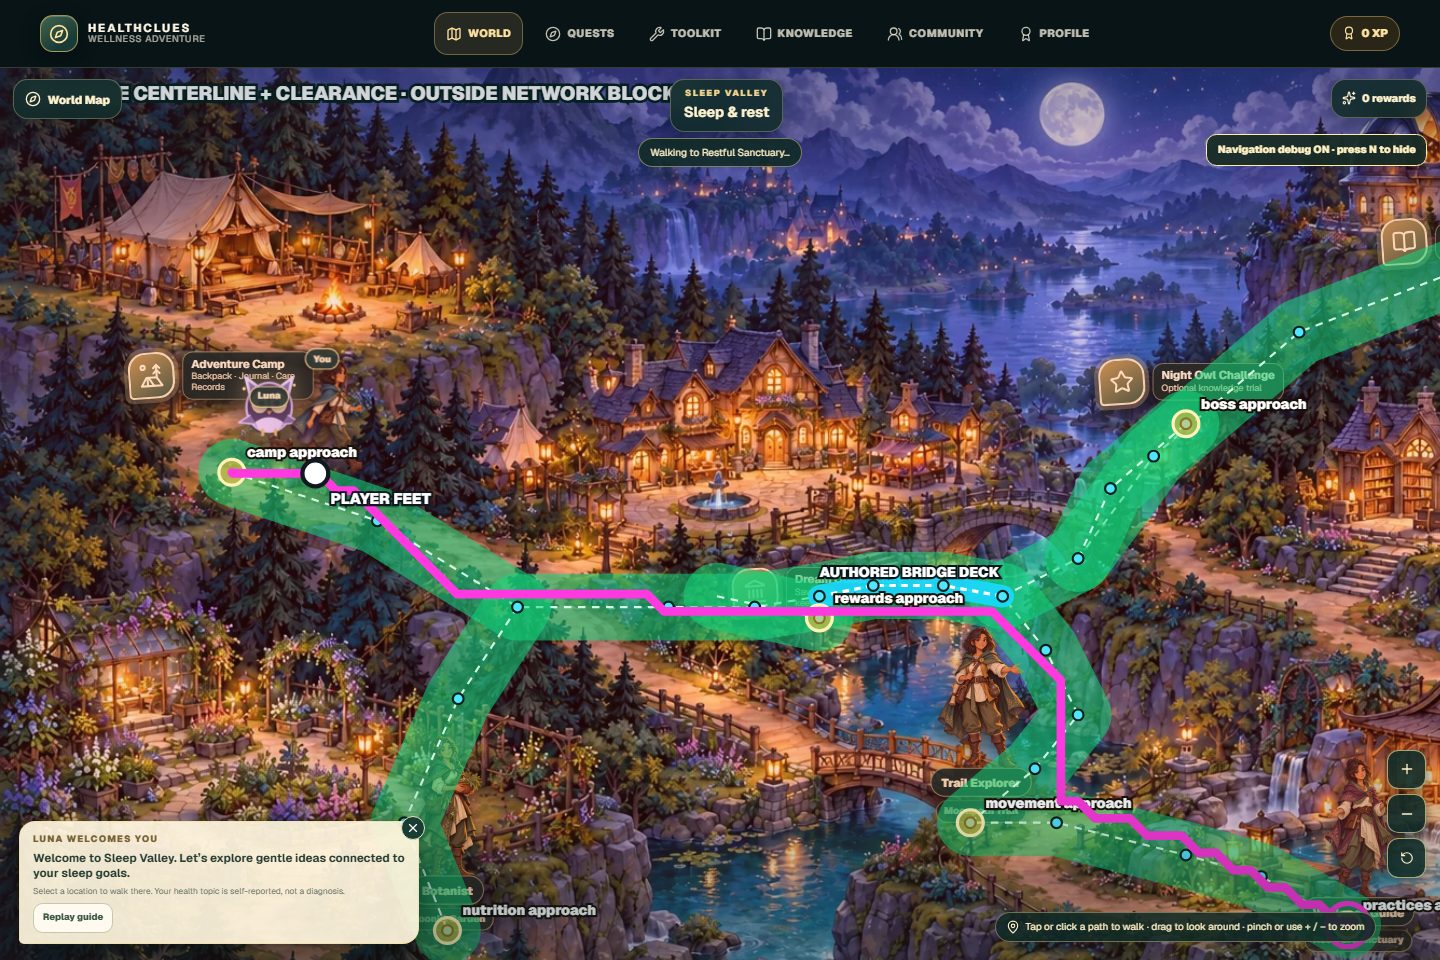 HEALTHCLUES
WELLNESS ADVENTURE
WORLD
QUESTS
TOOLKIT
KNOWLEDGE
COMMUNITY
PROFILE
0 XP
World Map
E CENTERLINE + CLEARANCE · OUTSIDE NETWORK BLOCK
SLEEP VALLEY
Sleep & rest
Walking to Restful Sanctuary...
0 rewards
Navigation debug ON · press N to hide
Adventure Camp
Backpack · Journal · Care
Records
You
Luna
Night Owl Challenge
Optional knowledge trial
boss approach
camp approach
PLAYER FEET
AUTHORED BRIDGE DECK
rewards approach
Trail Explorer
movement approach
Botanist
nutrition approach
practices a
LUNA WELCOMES YOU
Welcome to Sleep Valley. Let's explore gentle ideas connected to
your sleep goals.
Select a location to walk there. Your health topic is self-reported, not a diagnosis.
Replay guide
Tap or click a path to walk · drag to look around · pinch or use + / − to zoom